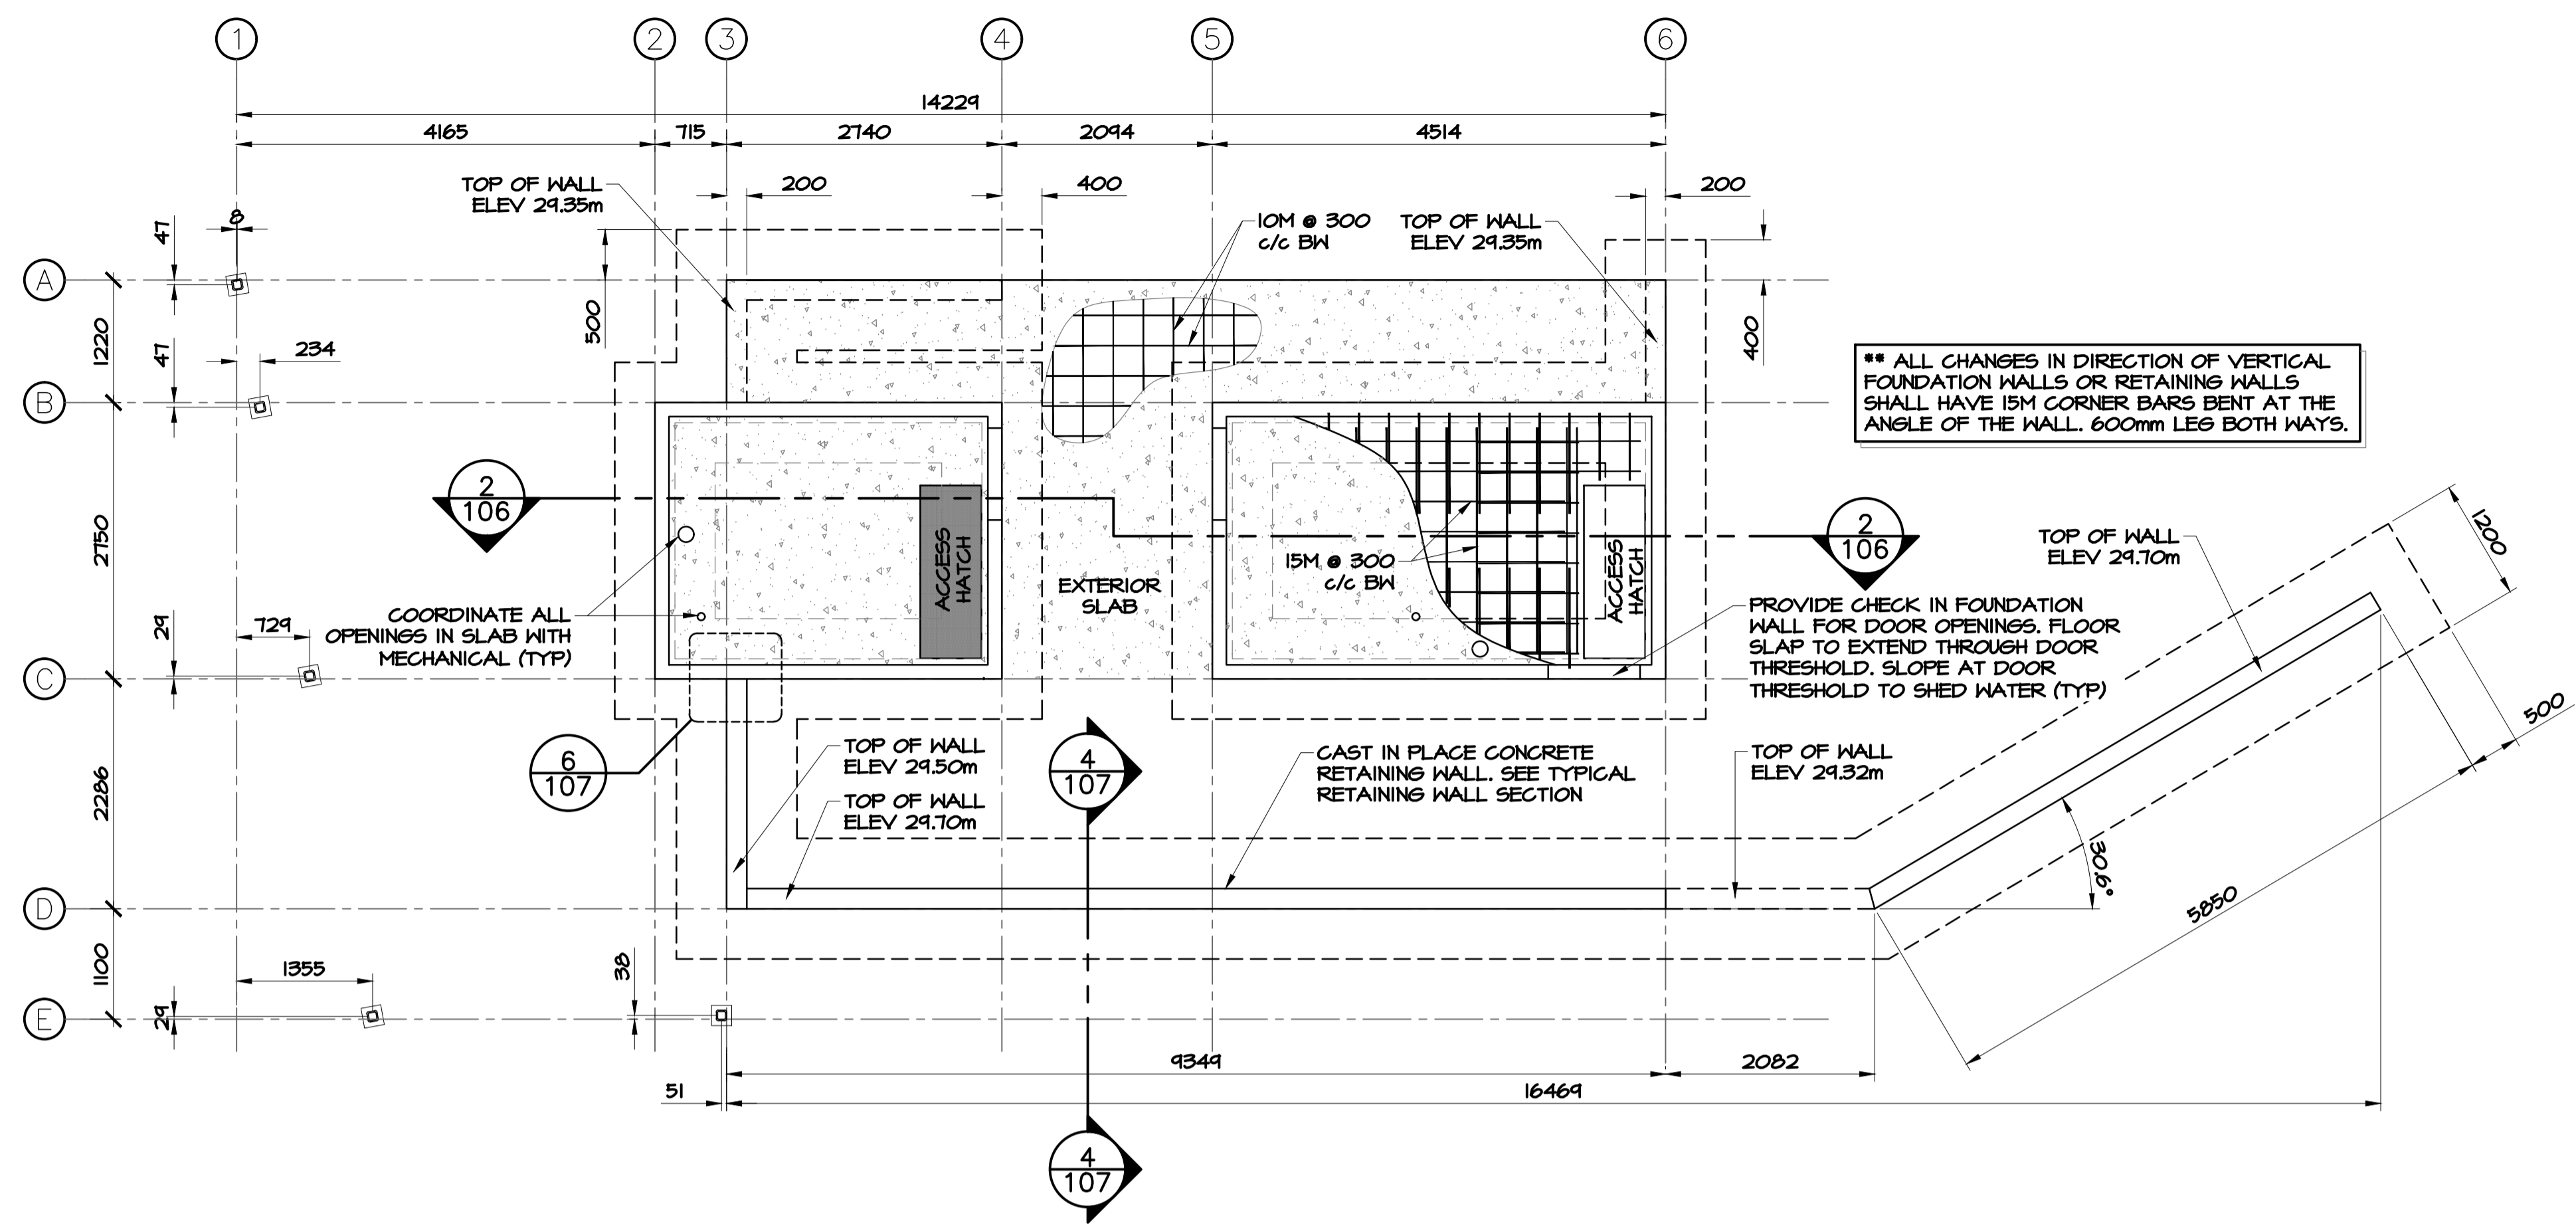 1 2 3 4 5 6
14229
4165 715 2740 2094 4514
TOP OF WALL
ELEV 29.35m
200
400
200
10M @ 300
c/c BW
TOP OF WALL
ELEV 29.35m
47
8
A
500
400
1220
47
234
B
** ALL CHANGES IN DIRECTION OF VERTICAL
FOUNDATION WALLS OR RETAINING WALLS
SHALL HAVE 15M CORNER BARS BENT AT THE
ANGLE OF THE WALL. 600mm LEG BOTH WAYS.
2
106
2750
ACCESS
HATCH
15M @ 300
c/c BW
EXTERIOR
SLAB
ACCESS
HATCH
2
106
TOP OF WALL
ELEV 29.70m
1200
COORDINATE ALL
OPENINGS IN SLAB WITH
MECHANICAL (TYP)
PROVIDE CHECK IN FOUNDATION
WALL FOR DOOR OPENINGS. FLOOR
SLAP TO EXTEND THROUGH DOOR
THRESHOLD. SLOPE AT DOOR
THRESHOLD TO SHED WATER (TYP)
29
729
C
500
6
107
TOP OF WALL
ELEV 29.50m
TOP OF WALL
ELEV 29.70m
4
107
CAST IN PLACE CONCRETE
RETAINING WALL. SEE TYPICAL
RETAINING WALL SECTION
TOP OF WALL
ELEV 29.32m
2286
30.6°
5850
D
1100
1355
38
29
E
9349
2082
51
16469
4
107